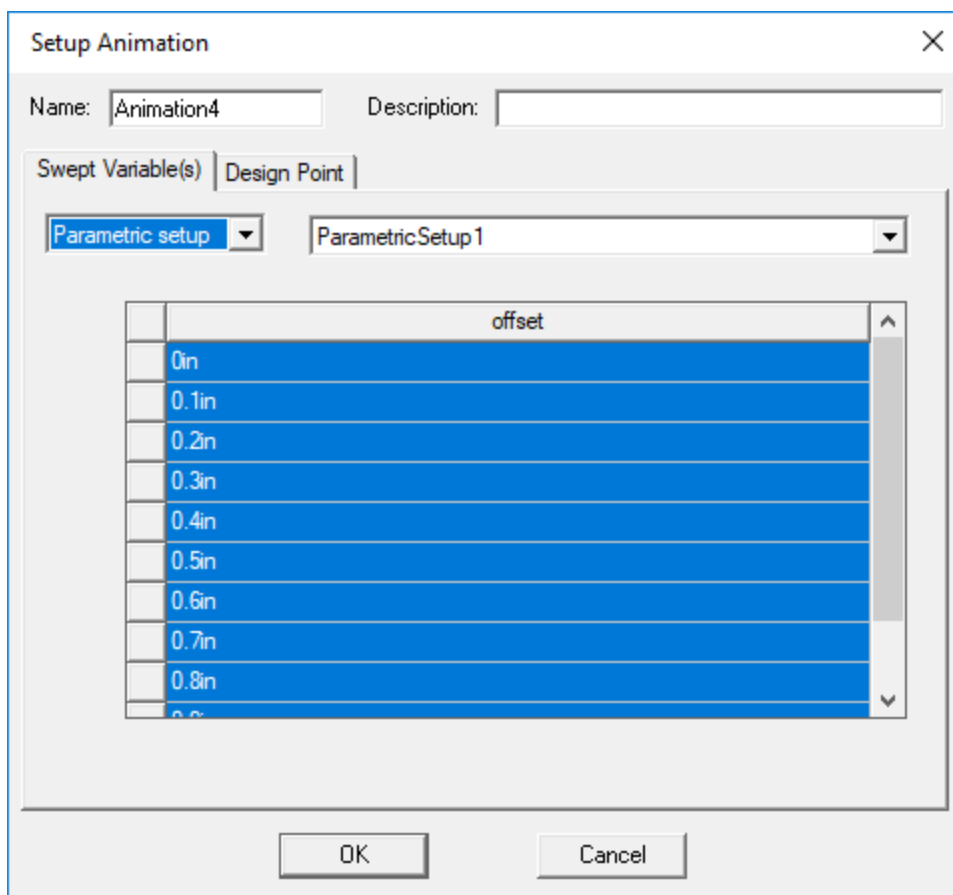 Setup Animation
Name: Animation4 Description:
Swept Variable(s) Design Point
Parametric setup ParametricSetup1
offset
0in
0.1in
0.2in
0.3in
0.4in
0.5in
0.6in
0.7in
0.8in
OK Cancel